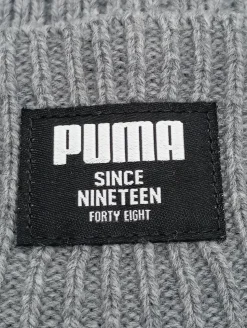 PUMA
SINCE
NINETEEN
FORTY EIGHT